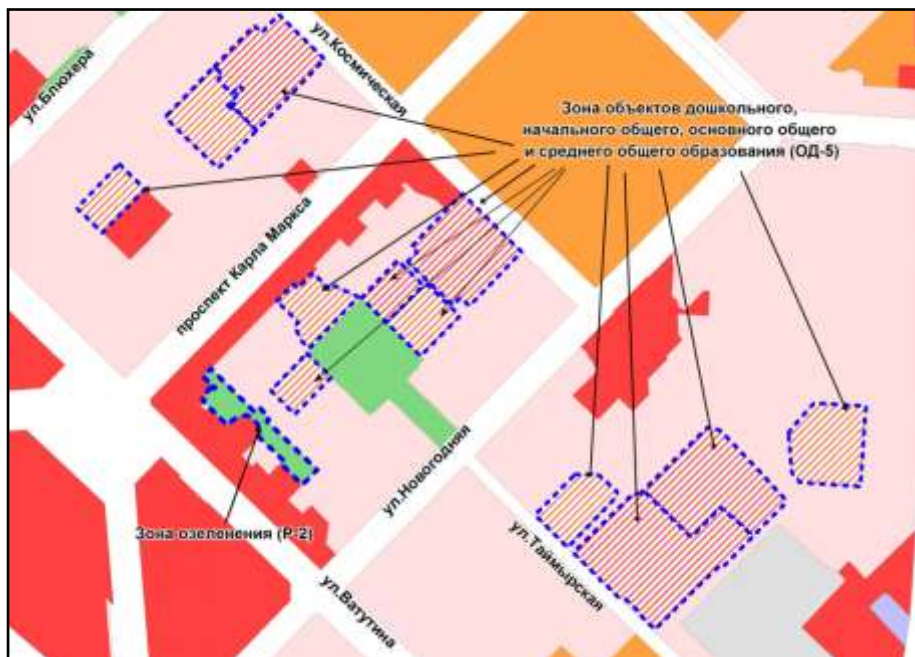 ул.Блюхера
ул.Космическая
Зона объектов дошкольного,
начального общего, основного общего
и среднего общего образования (ОД-5)
проспект Карла Маркса
ул.Новогодняя
Зона озеленения (Р-2)
ул.Таймырская
ул.Ватутина